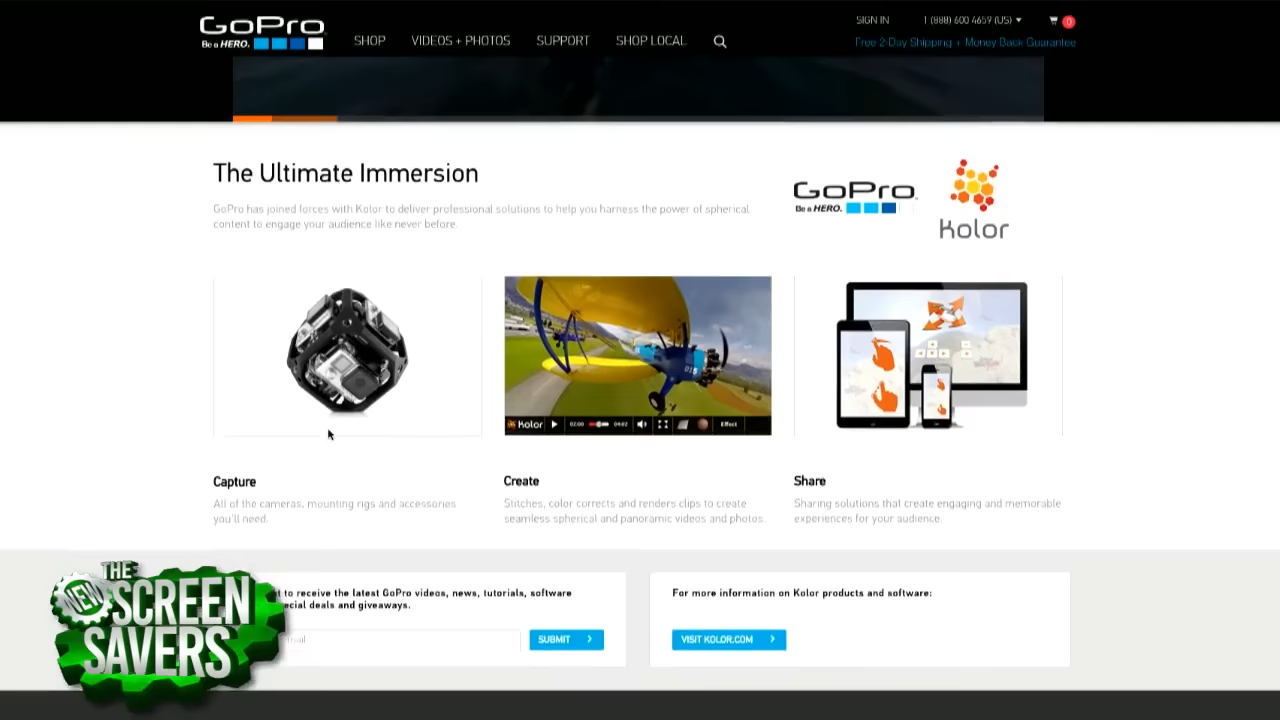 GoPro
Be a HERO.
SHOP
VIDEOS + PHOTOS
SUPPORT
SHOP LOCAL
SIGN IN
1 (888) 600 4659 (US)
0
Free 2-Day Shipping + Money Back Guarantee
The Ultimate Immersion
GoPro has joined forces with Kolor to deliver professional solutions to help you harness the power of spherical
content to engage your audience like never before.
GoPro
Be a HERO.
kolor
kolor
02:00
04:02
Effect
Capture
All of the cameras, mounting rigs and accessories
you'll need.
Create
Stitches, color corrects and renders clips to create
seamless spherical and panoramic videos and photos.
Share
Sharing solutions that create engaging and memorable
experiences for your audience.
to receive the latest GoPro videos, news, tutorials, software
deals and giveaways.
SUBMIT
For more information on Kolor products and software:
VISIT KOLOR.COM
THE
NEW
SCREEN
SAVERS